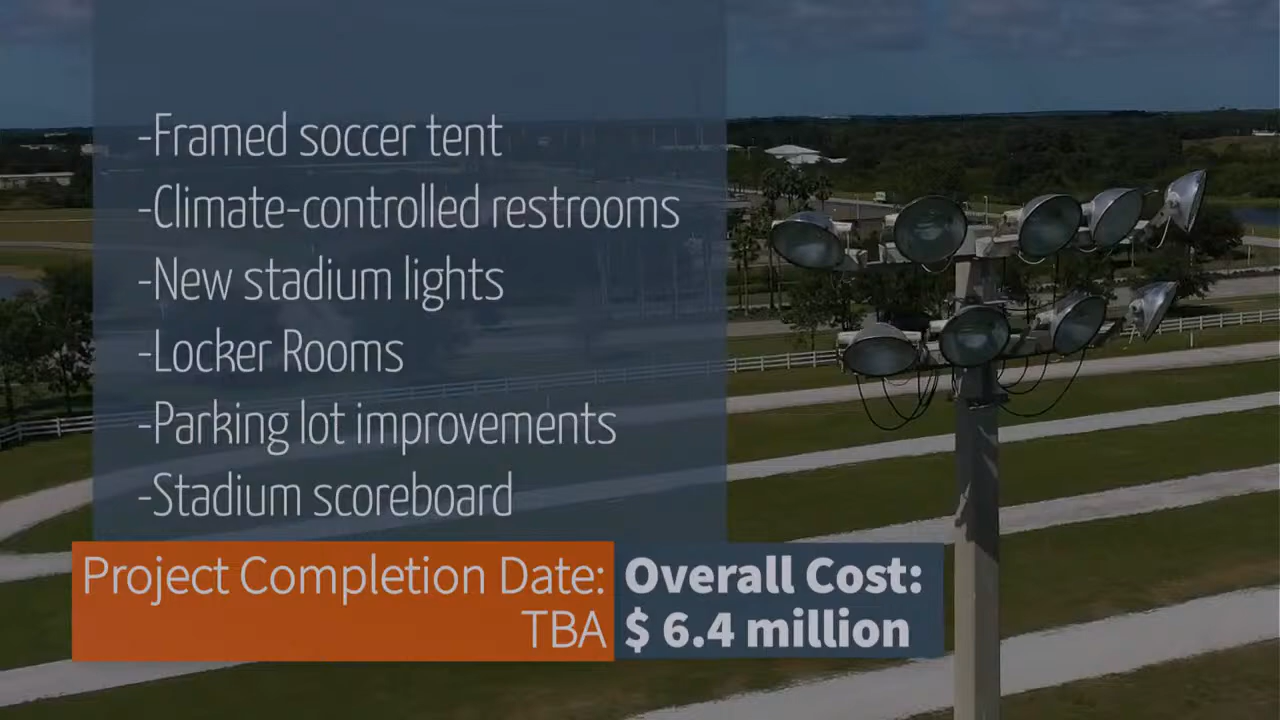 -Framed soccer tent
-Climate-controlled restrooms
-New stadium lights
-Locker Rooms
-Parking lot improvements
-Stadium scoreboard
Project Completion Date:
TBA
Overall Cost:
$ 6.4 million